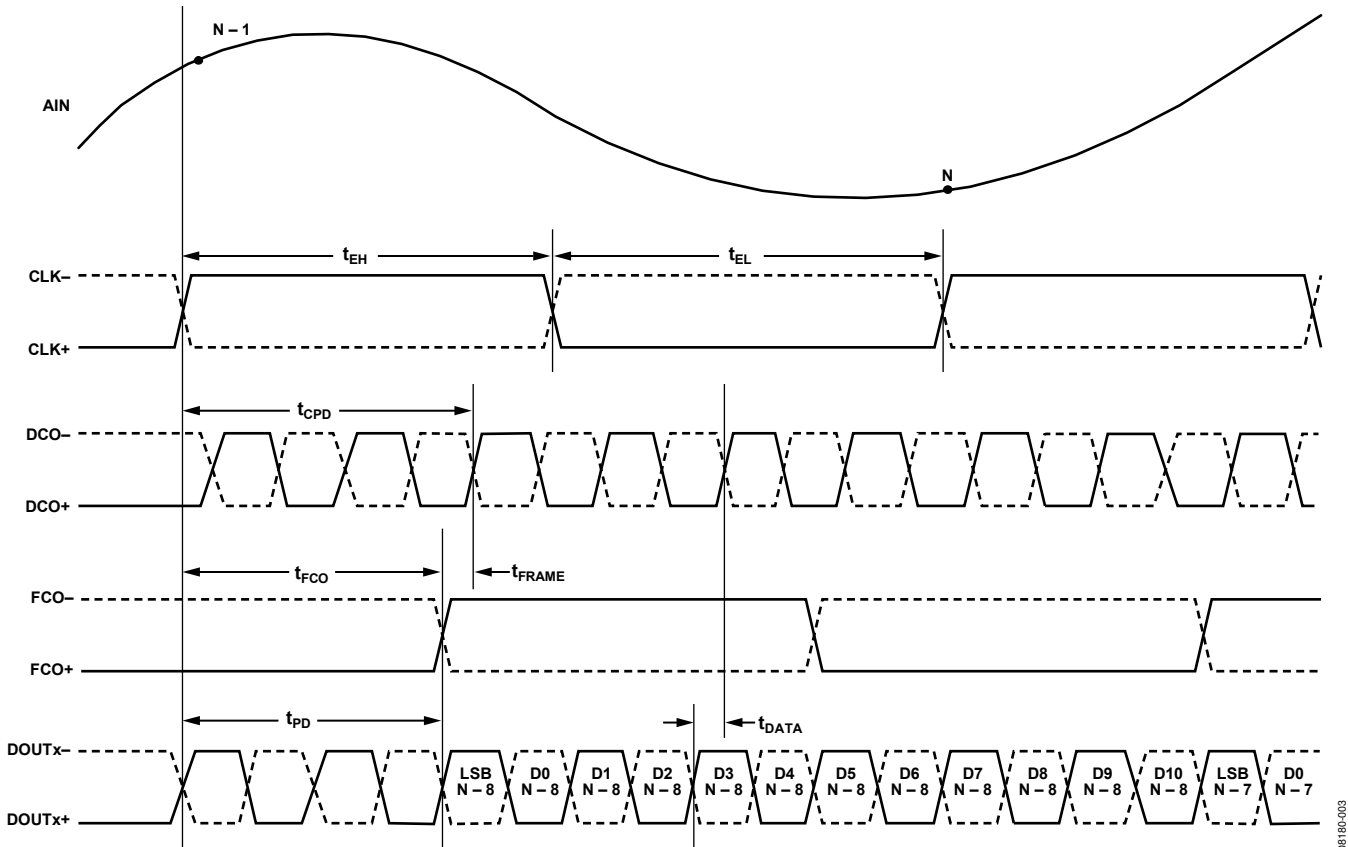 N – 1
AIN
N
tEH
tEL
CLK–
CLK+
tCPD
DCO–
DCO+
tFCO
tFRAME
FCO–
FCO+
tPD
tDATA
DOUTx–
DOUTx+
LSB
N – 8
D0
N – 8
D1
N – 8
D2
N – 8
D3
N – 8
D4
N – 8
D5
N – 8
D6
N – 8
D7
N – 8
D8
N – 8
D9
N – 8
D10
N – 8
LSB
N – 7
D0
N – 7
08180-003